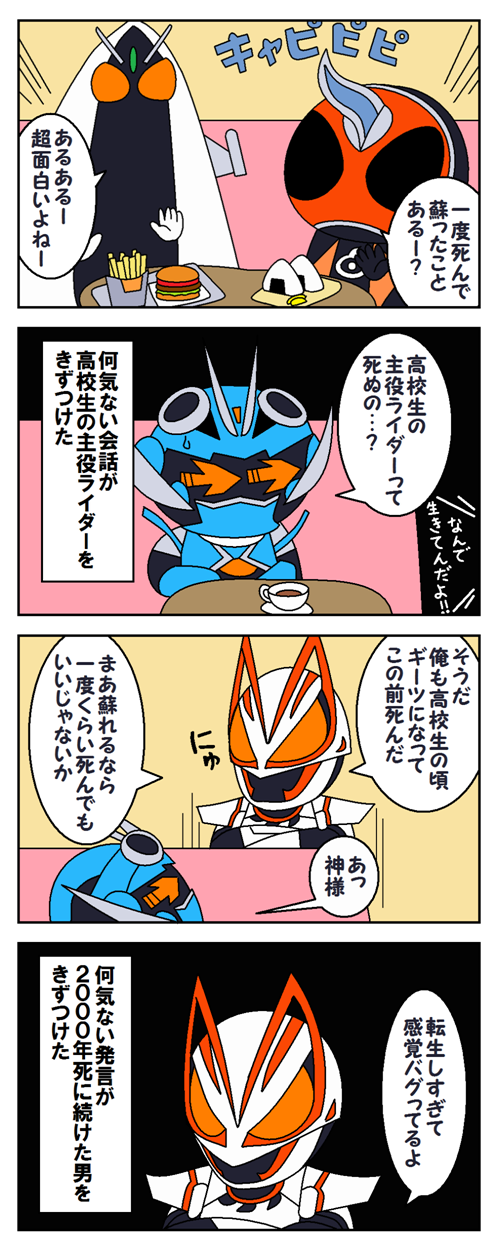 キャピピピ
一度死んで
蘇ったこと
あるー？
あるあるー
超面白いよねー
高校生の
主役ライダーって
死ぬの…？
なんで
生きてんだよ!!
何気ない会話が
高校生の主役ライダーを
きずつけた
そうだ
俺も高校生の頃
ギーツになって
この前死んだ
にゅ
まあ蘇れるなら
一度くらい死んでも
いいじゃないか
あっ
神様
転生しすぎて
感覚バグってるよ
何気ない発言が
2000年死に続けた男を
きずつけた